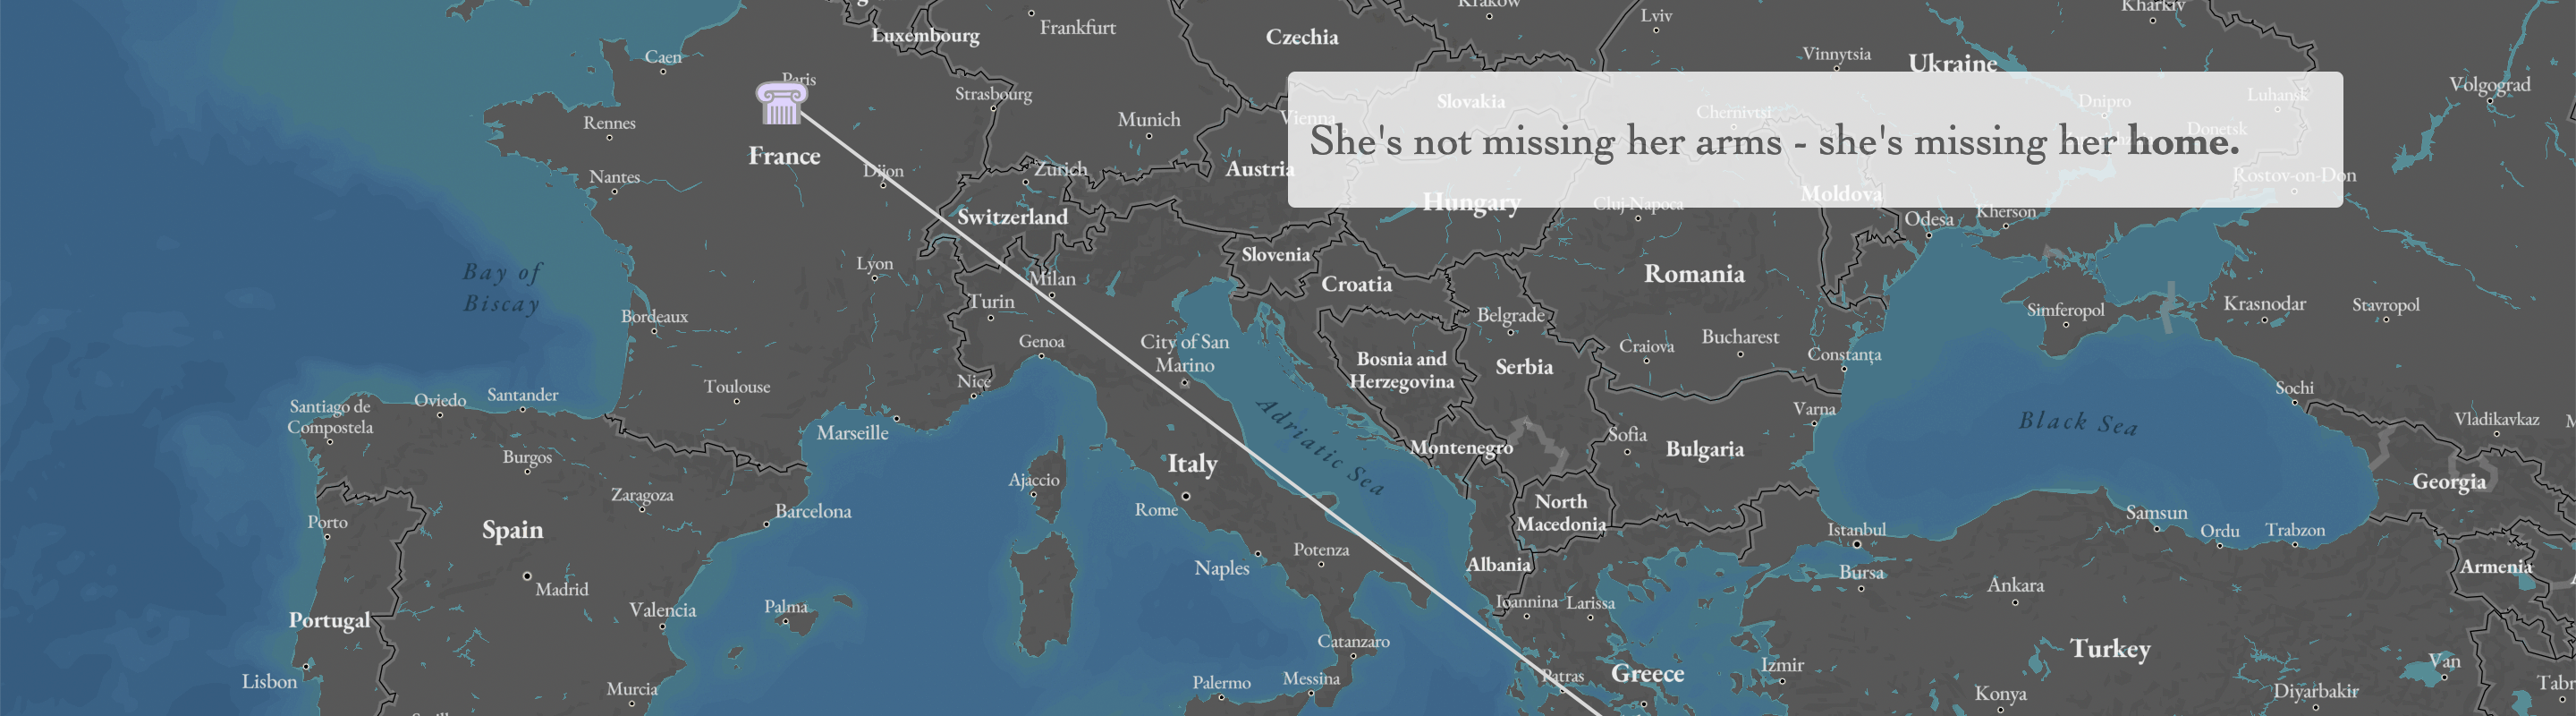 Luxembourg
Frankfurt
Czechia
Krakow
Lviv
Kharkiv
Vinnytsia
Ukraine
Caen
Paris
Strasbourg
Munich
Vienna
Slovakia
Chernivtsi
Dnipro
Luhansk
Volgograd
Rennes
France
She's not missing her arms - she's missing her home.
Donetsk
Nantes
Dijon
Zurich
Austria
Rostov-on-Don
Switzerland
Hungary
Cluj-Napoca
Moldova
Odesa
Kherson
Bay of
Biscay
Lyon
Milan
Slovenia
Croatia
Romania
Turin
Bordeaux
Belgrade
Simferopol
Krasnodar
Stavropol
Genoa
City of San
Marino
Bosnia and
Herzegovina
Serbia
Craiova
Bucharest
Constanța
Santiago de
Compostela
Oviedo
Santander
Toulouse
Nice
Sochi
Marseille
Adriatic Sea
Montenegro
Sofia
Bulgaria
Varna
Black Sea
Vladikavkaz
Burgos
Italy
Georgia
Zaragoza
Ajaccio
Rome
Porto
Spain
Barcelona
North
Macedonia
Istanbul
Samsun
Ordu
Trabzon
Madrid
Naples
Potenza
Albania
Bursa
Ankara
Armenia
Portugal
Valencia
Palma
Ioannina
Larissa
Catanzaro
Turkey
Lisbon
Murcia
Palermo
Messina
Patras
Greece
Izmir
Konya
Diyarbakir
Van